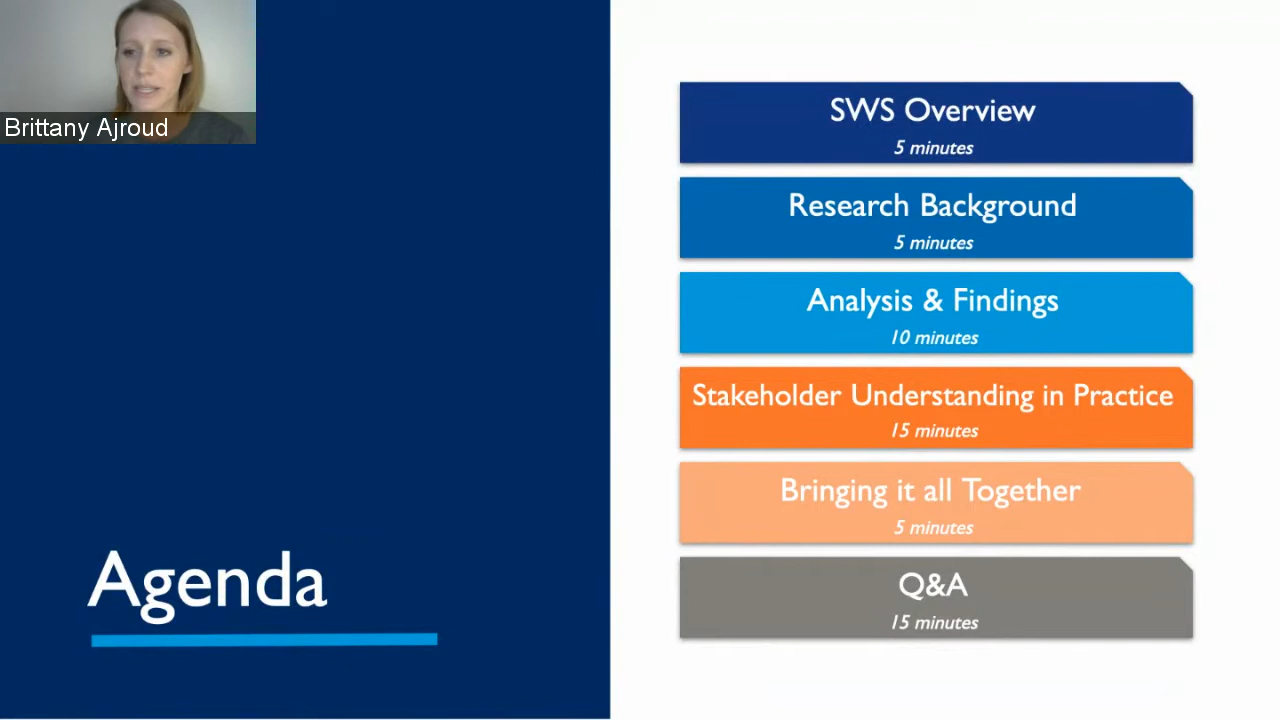 Brittany Ajroud
Agenda
SWS Overview
5 minutes
Research Background
5 minutes
Analysis & Findings
10 minutes
Stakeholder Understanding in Practice
15 minutes
Bringing it all Together
5 minutes
Q&A
15 minutes